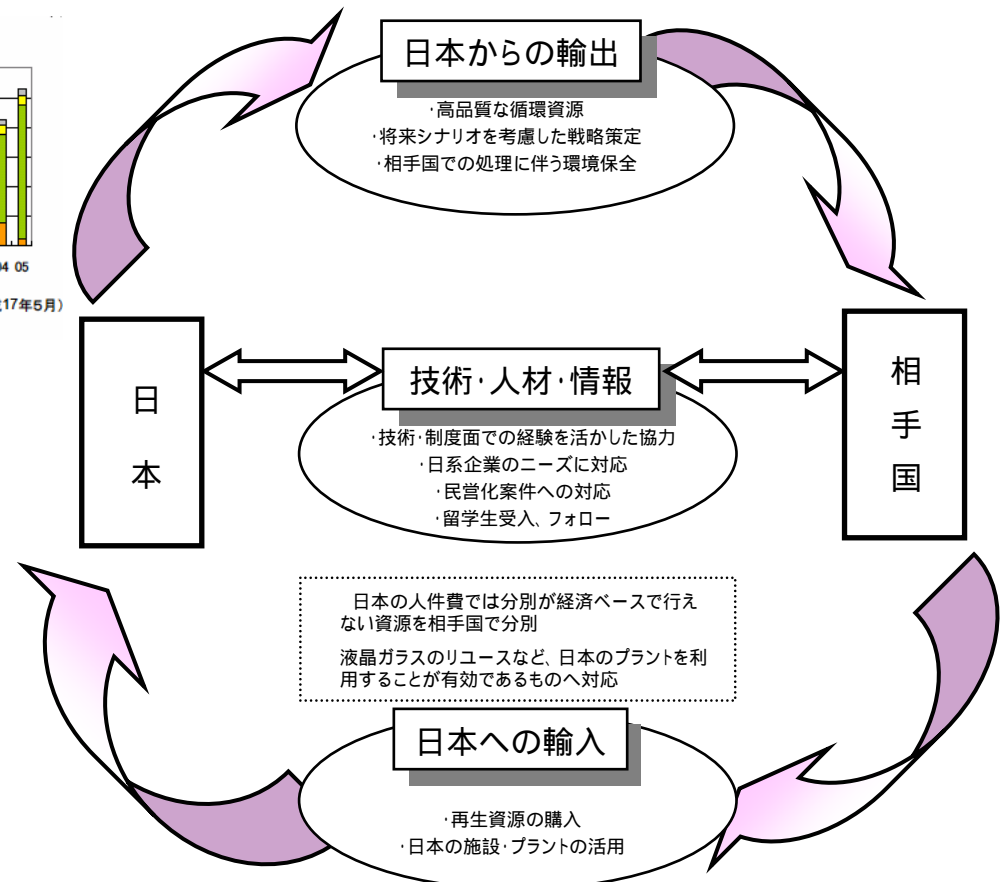 日本からの輸出
・高品質な循環資源
・将来シナリオを考慮した戦略策定
・相手国での処理に伴う環境保全
04 05
17年5月）
日本
技術・人材・情報
相手国
・技術・制度面での経験を活かした協力
・日系企業のニーズに対応
・民営化案件への対応
・留学生受入、フォロー
日本の人件費では分別が経済ベースで行え
ない資源を相手国で分別
液晶ガラスのリユースなど、日本のプラントを利
用することが有効であるものへ対応
日本への輸入
・再生資源の購入
・日本の施設・プラントの活用